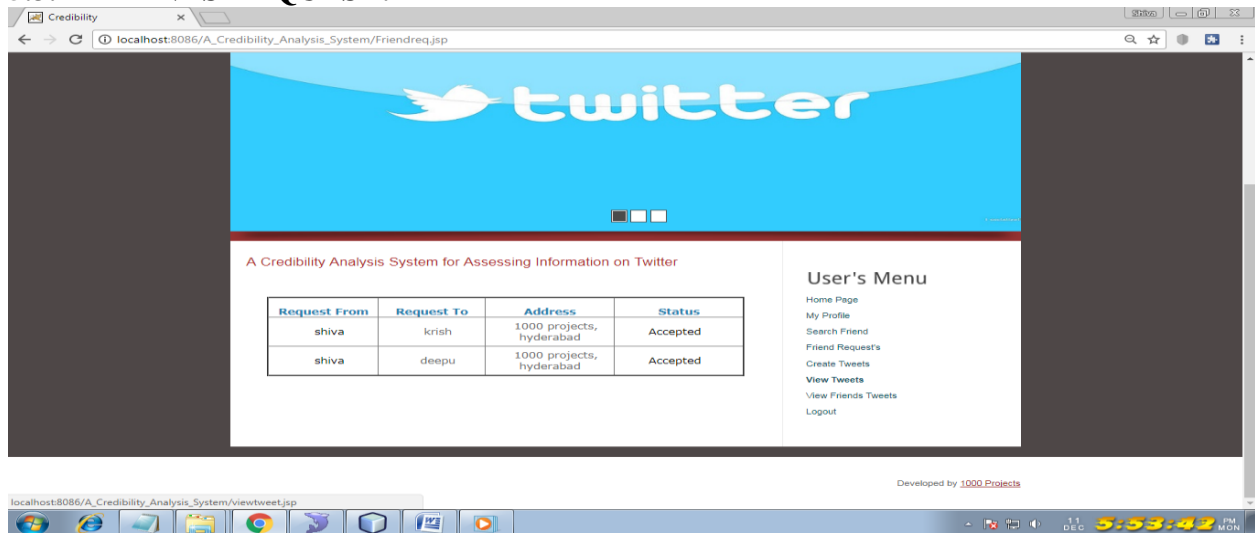 Credibility
Shiva
localhost:8086/A_Credibility_Analysis_System/Friendreq.jsp
twitter
A Credibility Analysis System for Assessing Information on Twitter
Request From Request To Address Status
shiva krish 1000 projects, hyderabad Accepted
shiva deepu 1000 projects, hyderabad Accepted
User's Menu
Home Page
My Profile
Search Friend
Friend Request's
Create Tweets
View Tweets
View Friends Tweets
Logout
Developed by 1000 Projects
localhost:8086/A_Credibility_Analysis_System/viewtweet.jsp
11 DEC 5:53:42 PM MON